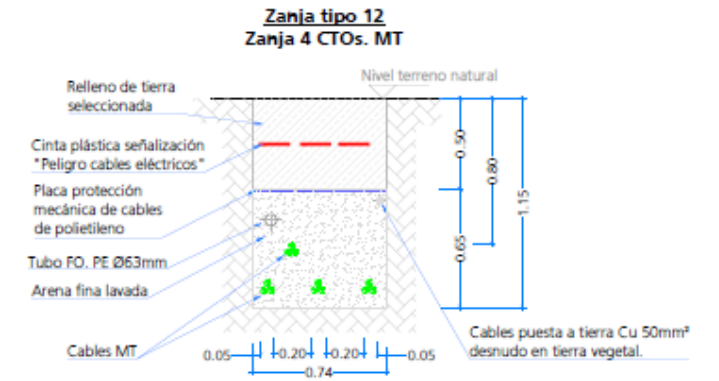 Zanja tipo 12
Zanja 4 CTOs. MT
Nivel terreno natural
Relleno de tierra
seleccionada
Cinta plástica señalización
"Peligro cables eléctricos"
Placa protección
mecánica de cables
de polietileno
Tubo FO. PE Ø63mm
Arena fina lavada
Cables MT
0.50
0.80
1.15
0.65
Cables puesta a tierra Cu 50mm²
desnudo en tierra vegetal.
0.05
0.20
0.20
0.05
0.74